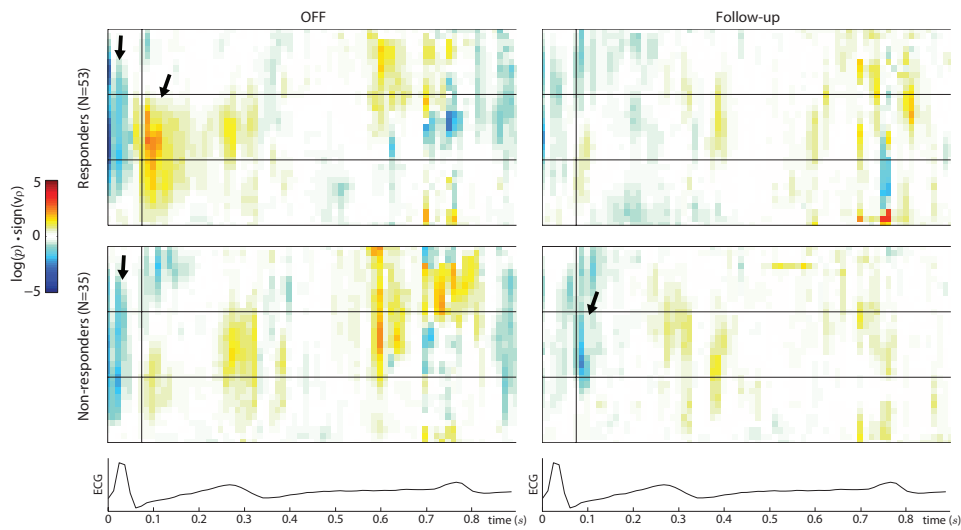 OFF
Follow-up
Responders (N=53)
5
0
−5
log(p) • sign(vρ)
Non-responders (N=35)
ECG
0 0.1 0.2 0.3 0.4 0.5 0.6 0.7 0.8 time (s)
ECG
0 0.1 0.2 0.3 0.4 0.5 0.6 0.7 0.8 time (s)